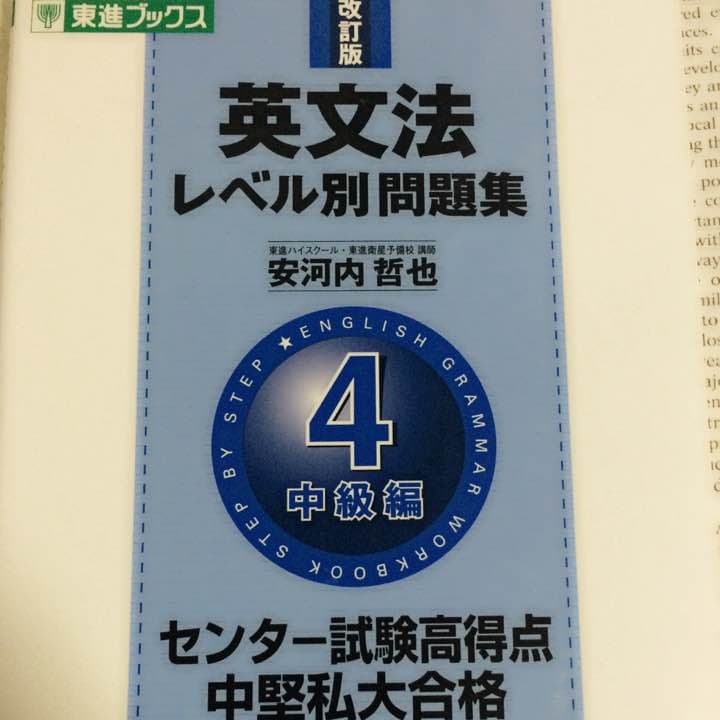 東進ブックス
改訂版
英文法
レベル別問題集
東進ハイスクール・東進衛星予備校 講師
安河内 哲也
STEP BY STEP ★ ENGLISH GRAMMAR WORKBOOK
4
中級編
センター試験高得点
中堅私大合格